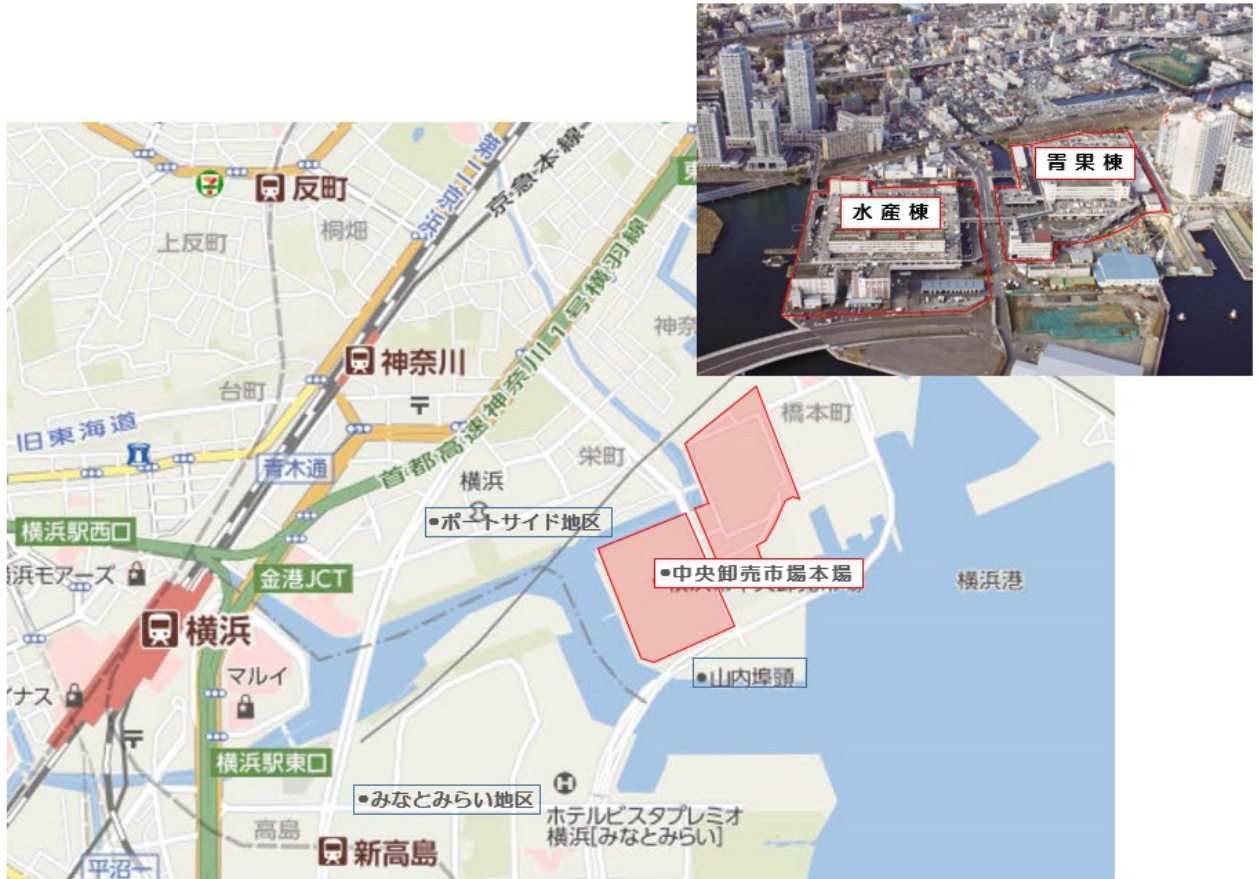 水産棟
青果棟
反町
上反町
桐畑
京急本線
首都高速神奈川1号横羽線
神奈川
台町
旧東海道
青木通
橋本町
栄町
横浜
•ポートサイド地区
横浜駅西口
金港JCT
横浜
•中央卸売市場本場
横浜港
マルイ
•山内埠頭
横浜駅東口
•みなとみらい地区
ホテルビスタプレミオ
横浜[みなとみらい]
高島
新高島
平沼一